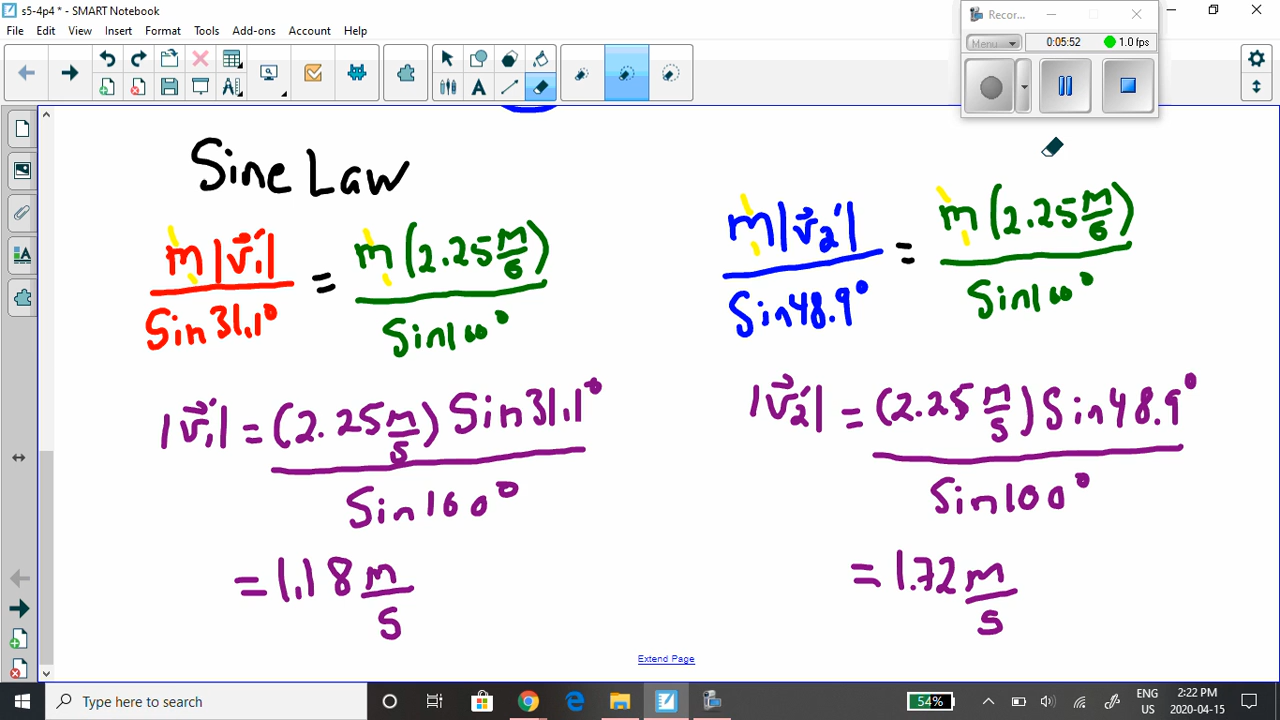 s5-4p4 * - SMART Notebook
Recor...
File Edit View Insert Format Tools Add-ons Account Help
Menu 0:05:52 1.0 fps
Sine Law
m|v⃗₁′| / Sin31.1° = m(2.25 m/s) / Sin100°
m|v⃗₂′| / Sin48.9° = m(2.25 m/s) / Sin100°
|v⃗₁′| = (2.25 m/s) Sin31.1° / Sin100°
|v⃗₂′| = (2.25 m/s) Sin48.9° / Sin100°
= 1.18 m/s
= 1.72 m/s
Extend Page
Type here to search
54%
ENG
US
2:22 PM
2020-04-15